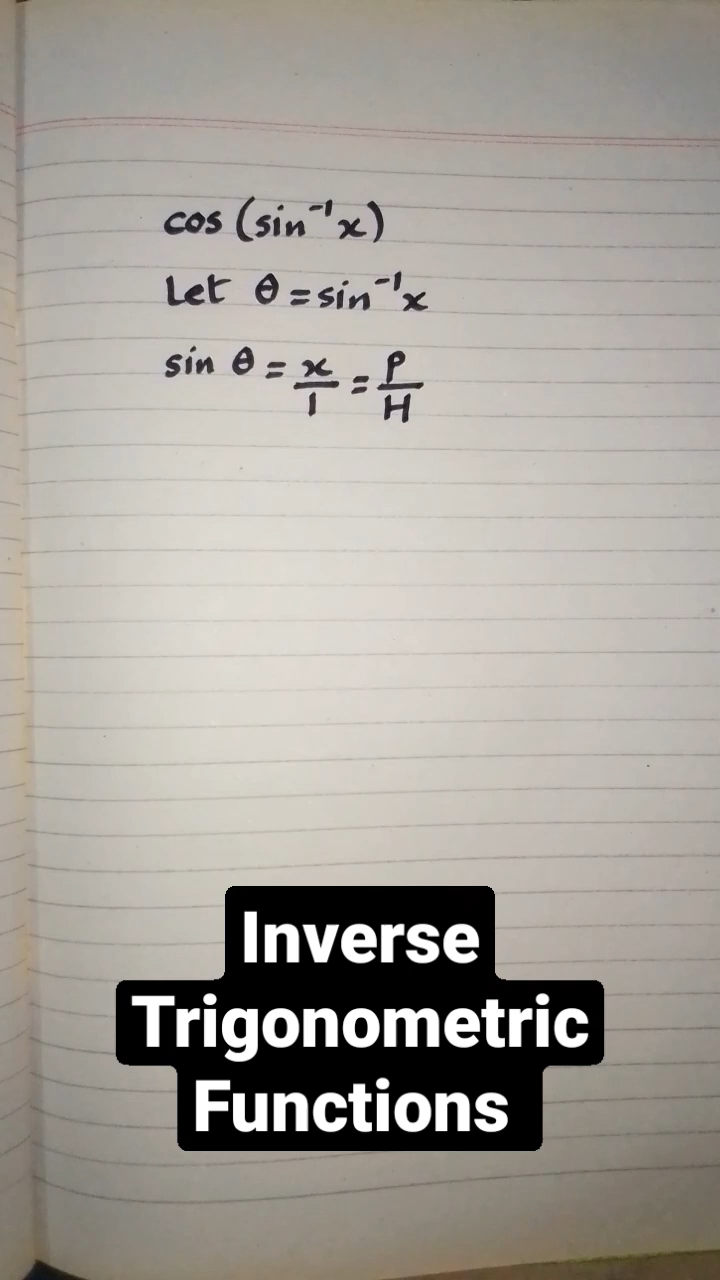 cos (sin⁻¹x)
Let θ = sin⁻¹x
sin θ = x/1 = P/H
Inverse
Trigonometric
Functions